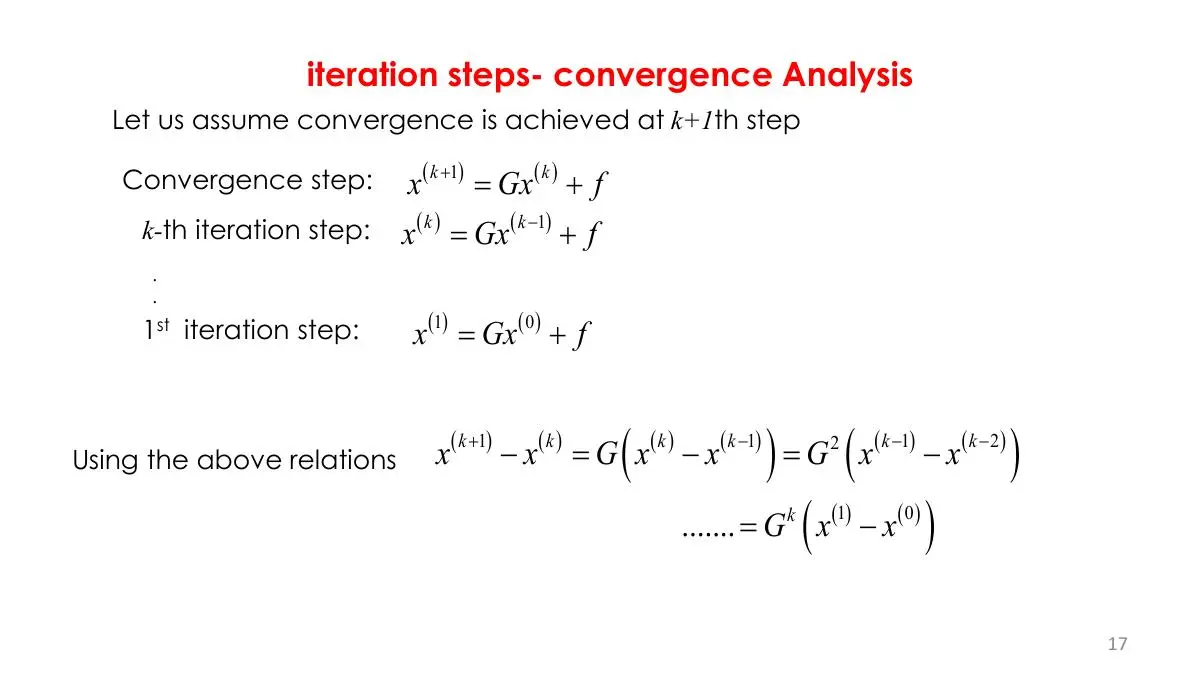 iteration steps- convergence Analysis
Let us assume convergence is achieved at k+1th step
Convergence step: x^(k+1) = Gx^(k) + f
k-th iteration step: x^(k) = Gx^(k−1) + f
.
.
1st iteration step: x^(1) = Gx^(0) + f
Using the above relations x^(k+1) − x^(k) = G(x^(k) − x^(k−1)) = G^2(x^(k−1) − x^(k−2))
....... = G^k(x^(1) − x^(0))
17